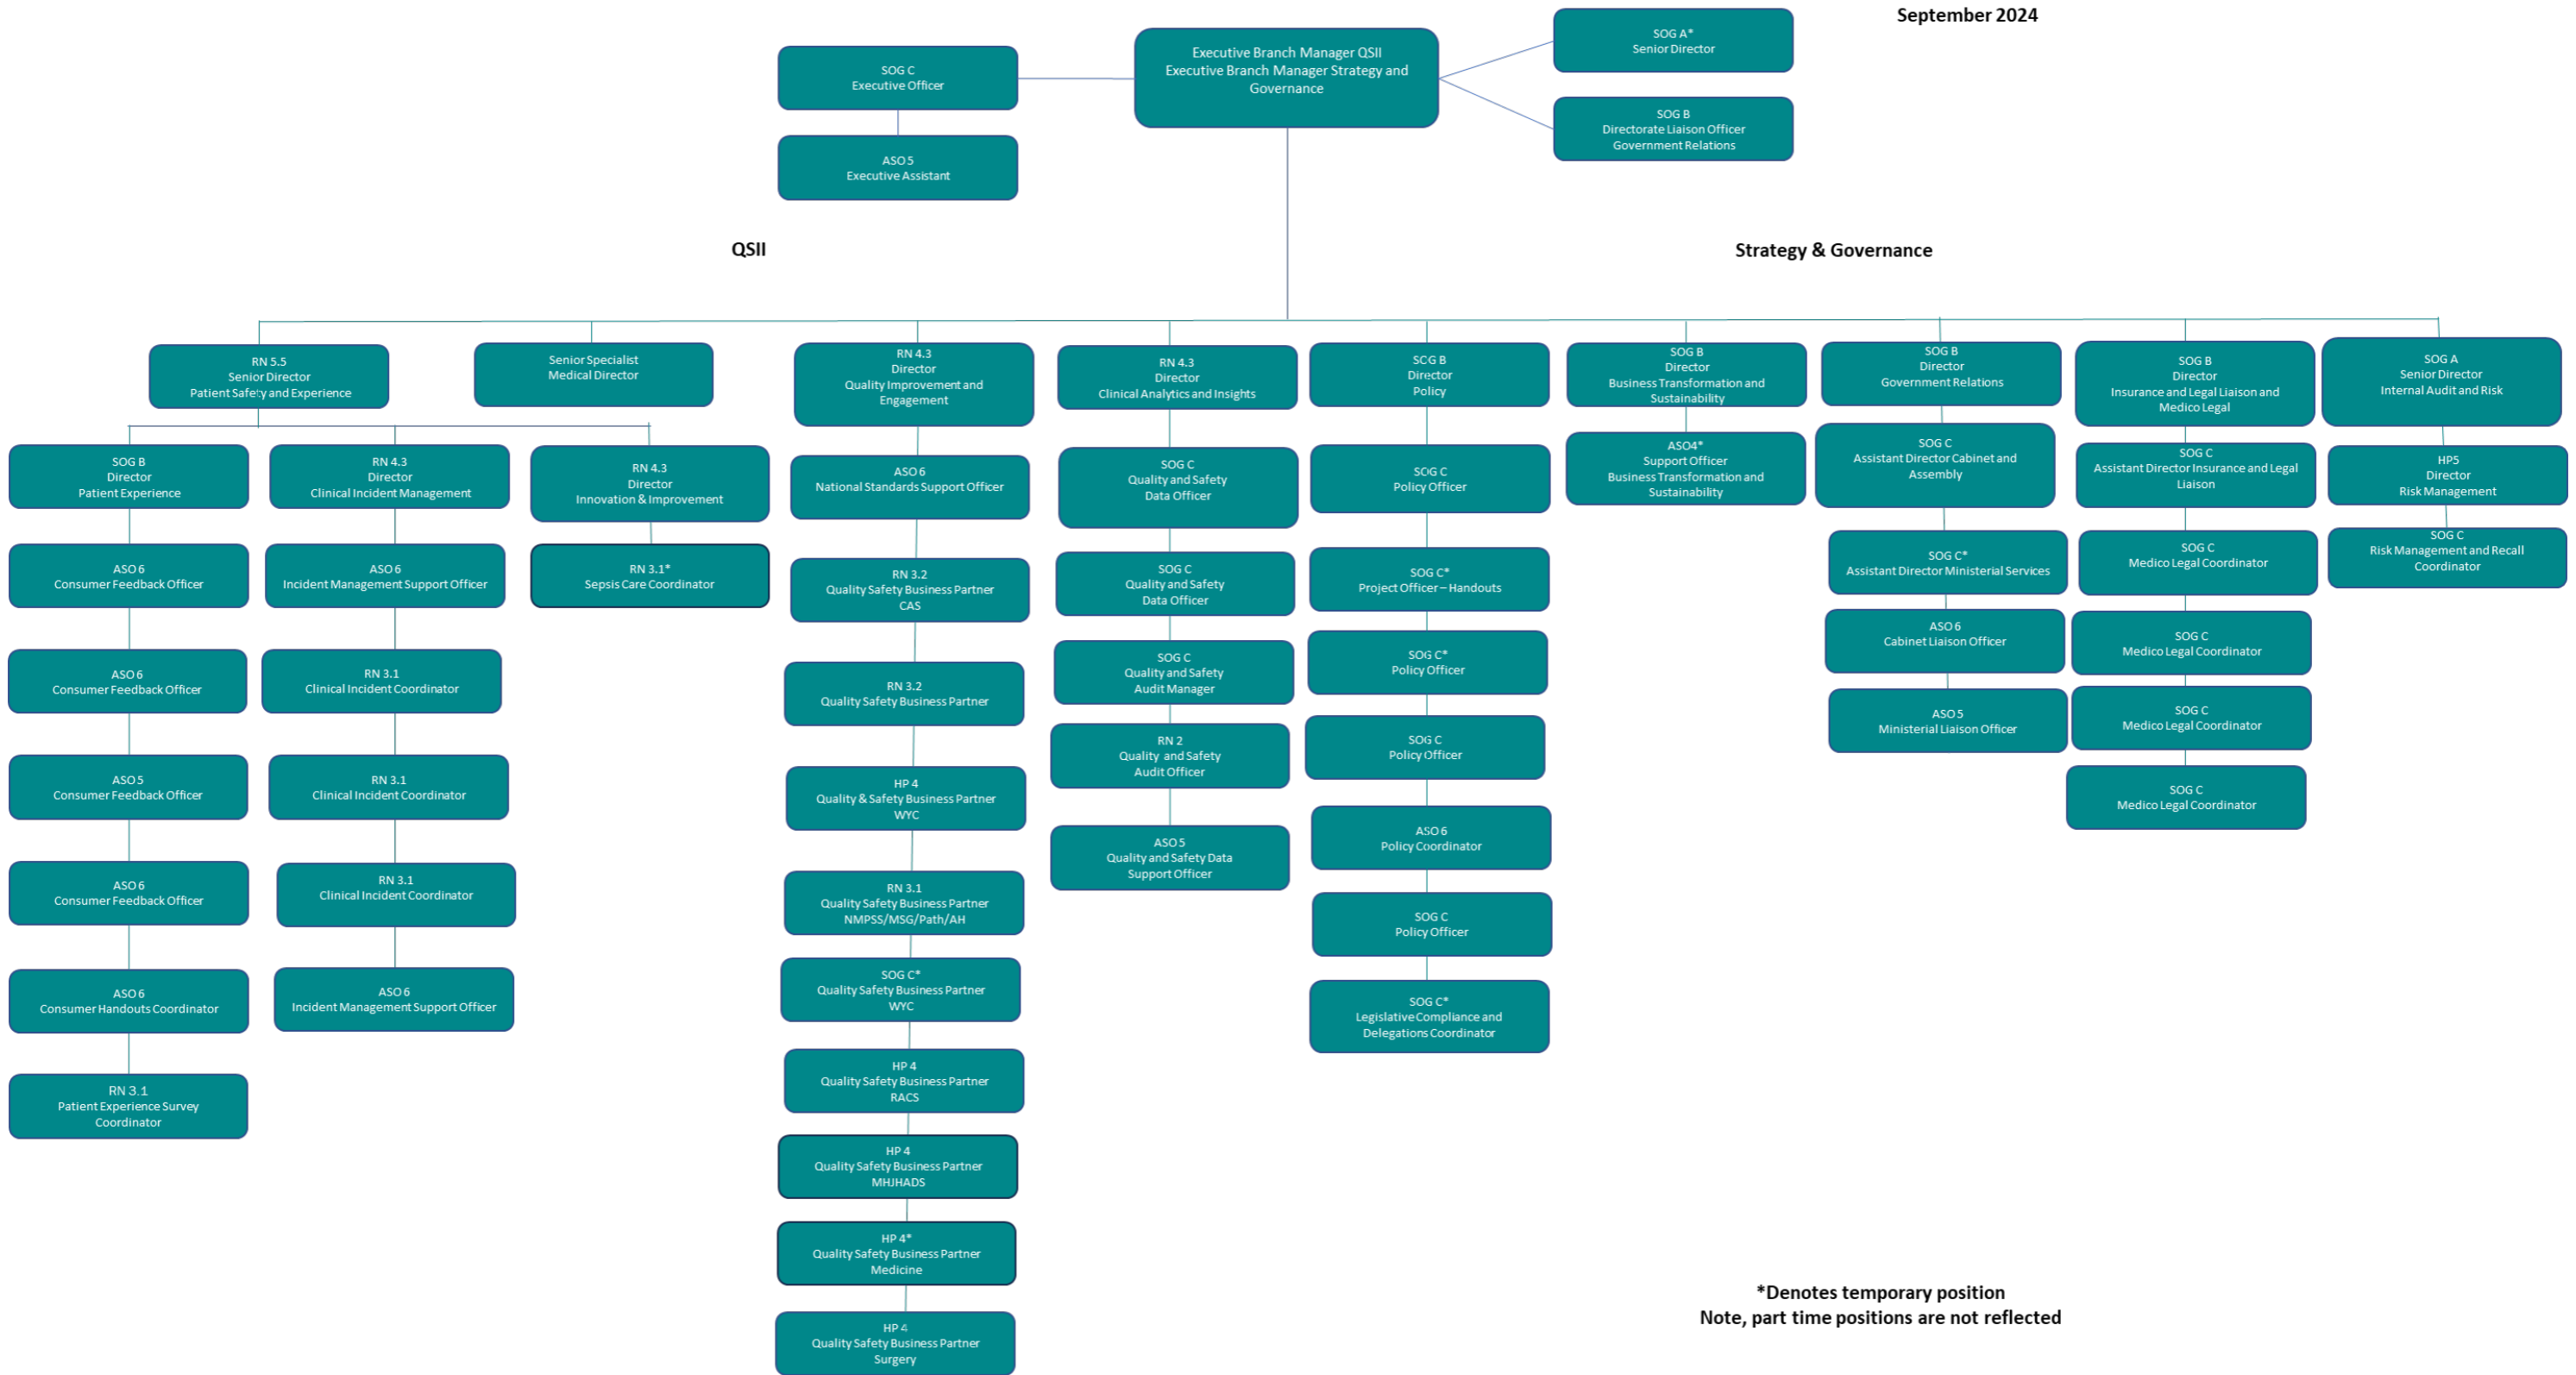 September 2024
SOG A*
Senior Director
Executive Branch Manager QSII
Executive Branch Manager Strategy and
Governance
SOG C
Executive Officer
SOG B
Directorate Liaison Officer
Government Relations
ASO 5
Executive Assistant
QSII
Strategy & Governance
RN 5.5
Senior Director
Patient Safety and Experience
Senior Specialist
Medical Director
RN 4.3
Director
Quality Improvement and
Engagement
RN 4.3
Director
Clinical Analytics and Insights
SCG B
Director
Policy
SOG B
Director
Business Transformation and
Sustainability
SOG B
Director
Government Relations
SOG B
Director
Insurance and Legal Liaison and
Medico Legal
SOG A
Senior Director
Internal Audit and Risk
SOG B
Director
Patient Experience
ASO 6
Consumer Feedback Officer
ASO 6
Consumer Feedback Officer
ASO 5
Consumer Feedback Officer
ASO 6
Consumer Feedback Officer
ASO 6
Consumer Handouts Coordinator
RN 3.1
Patient Experience Survey
Coordinator
RN 4.3
Director
Clinical Incident Management
ASO 6
Incident Management Support Officer
RN 3.1
Clinical Incident Coordinator
RN 3.1
Clinical Incident Coordinator
RN 3.1
Clinical Incident Coordinator
ASO 6
Incident Management Support Officer
RN 4.3
Director
Innovation & Improvement
RN 3.1*
Sepsis Care Coordinator
ASO 6
National Standards Support Officer
RN 3.2
Quality Safety Business Partner
CAS
RN 3.2
Quality Safety Business Partner
HP 4
Quality & Safety Business Partner
WYC
RN 3.1
Quality Safety Business Partner
NMPSS/MSG/Path/AH
SOG C*
Quality Safety Business Partner
WYC
HP 4
Quality Safety Business Partner
RACS
HP 4
Quality Safety Business Partner
MHJHADS
HP 4*
Quality Safety Business Partner
Medicine
HP 4
Quality Safety Business Partner
Surgery
SOG C
Quality and Safety
Data Officer
SOG C
Quality and Safety
Data Officer
SOG C
Quality and Safety
Audit Manager
RN 2
Quality and Safety
Audit Officer
ASO 5
Quality and Safety Data
Support Officer
SOG C
Policy Officer
SOG C*
Project Officer – Handouts
SOG C*
Policy Officer
SOG C
Policy Officer
ASO 6
Policy Coordinator
SOG C
Policy Officer
SOG C*
Legislative Compliance and
Delegations Coordinator
ASO4*
Support Officer
Business Transformation and
Sustainability
SOG C
Assistant Director Cabinet and
Assembly
SOG C*
Assistant Director Ministerial Services
ASO 6
Cabinet Liaison Officer
ASO 5
Ministerial Liaison Officer
SOG C
Assistant Director Insurance and Legal
Liaison
SOG C
Medico Legal Coordinator
SOG C
Medico Legal Coordinator
SOG C
Medico Legal Coordinator
SOG C
Medico Legal Coordinator
HP5
Director
Risk Management
SOG C
Risk Management and Recall
Coordinator
*Denotes temporary position
Note, part time positions are not reflected